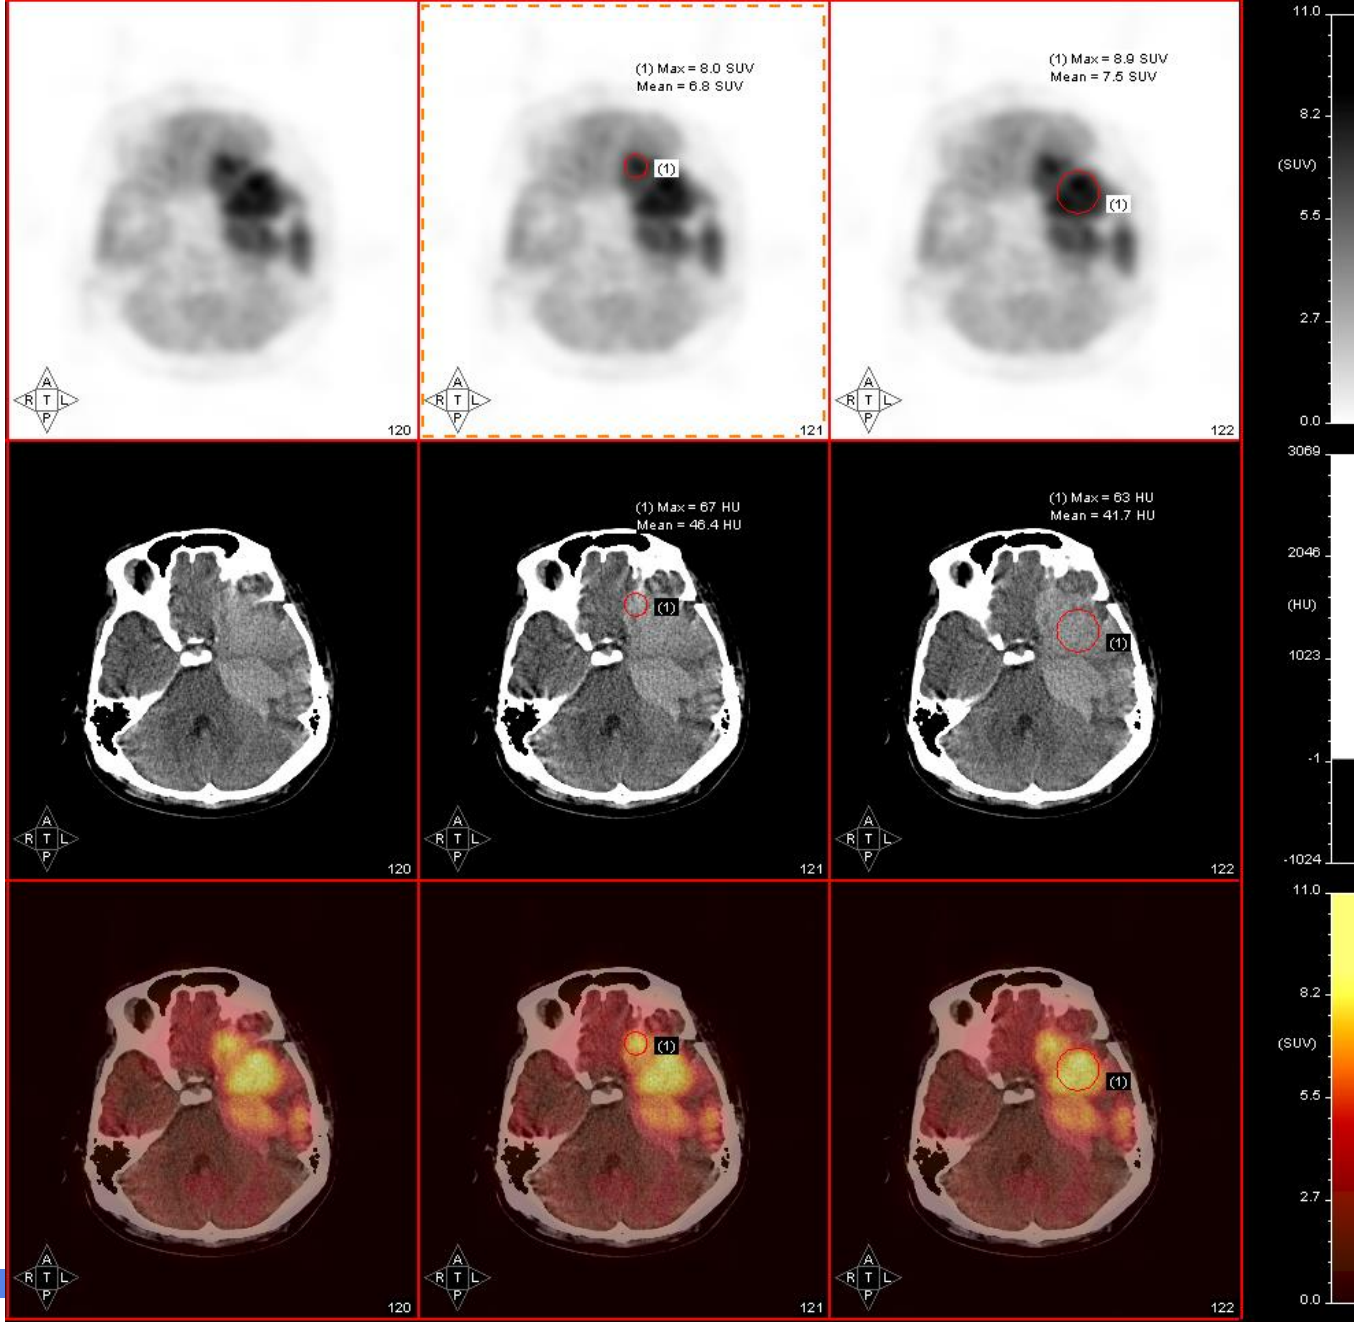 11.0
(1) Max = 8.0 SUV
Mean = 6.8 SUV
(1) Max = 8.9 SUV
Mean = 7.5 SUV
8.2
(1)
(SUV)
(1)
5.5
2.7
A
R T L
P
120
A
R T L
P
121
A
R T L
P
122
0.0
3069
(1) Max = 67 HU
Mean = 46.4 HU
(1) Max = 63 HU
Mean = 41.7 HU
2046
(HU)
(1)
(1)
1023
-1
A
R T L
P
120
A
R T L
P
121
A
R T L
P
122
-1024
11.0
8.2
(SUV)
(1)
(1)
5.5
2.7
A
R T L
P
120
A
R T L
P
121
A
R T L
P
122
0.0